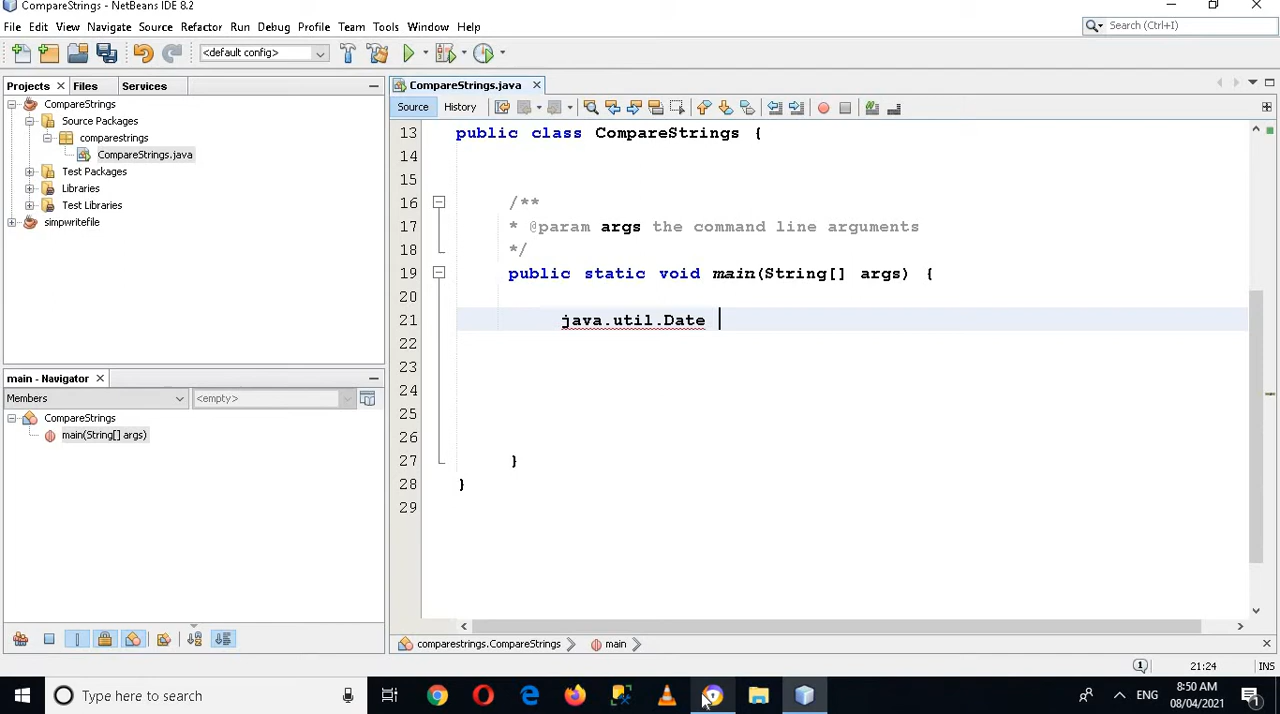 CompareStrings - NetBeans IDE 8.2
File Edit View Navigate Source Refactor Run Debug Profile Team Tools Window Help
Search (Ctrl+I)
<default config>
Projects Files Services
CompareStrings
Source Packages
comparestrings
CompareStrings.java
Test Packages
Libraries
Test Libraries
simpwritefile
main - Navigator
Members
<empty>
CompareStrings
main(String[] args)
CompareStrings.java
Source History
13 public class CompareStrings {
14
15
16 /**
17 * @param args the command line arguments
18 */
19 public static void main(String[] args) {
20
21 java.util.Date
22
23
24
25
26
27 }
28 }
29
comparestrings.CompareStrings main
1 21:24 INS
Type here to search
ENG
8:50 AM
08/04/2021
1